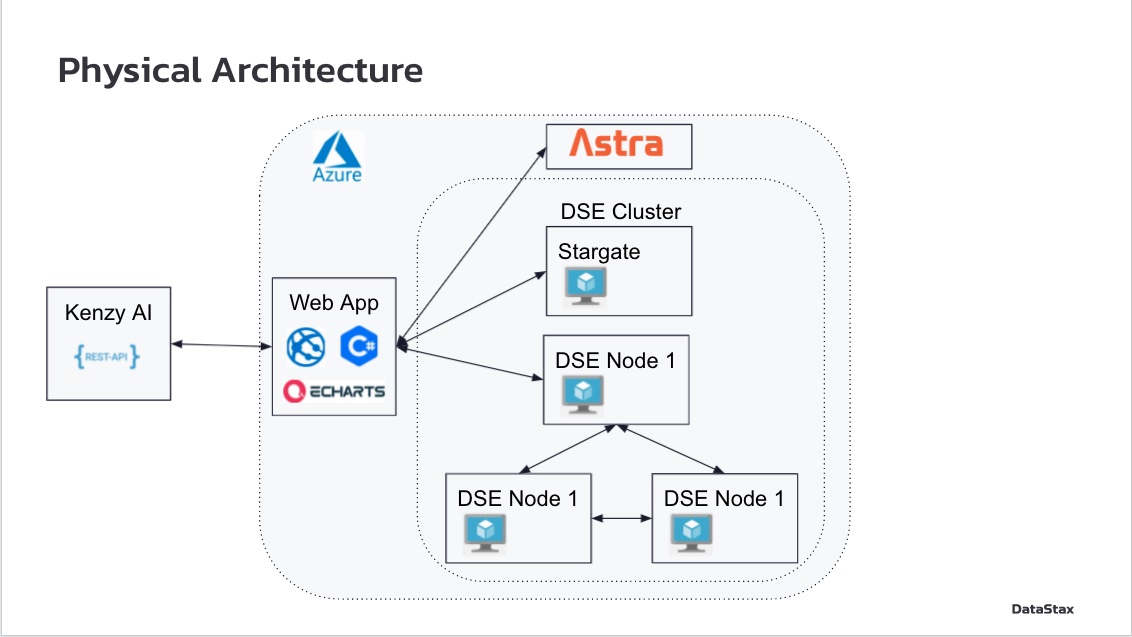 Physical Architecture
Azure
Astra
DSE Cluster
Stargate
Kenzy AI
{REST-API}
Web App
C#
ECHARTS
DSE Node 1
DSE Node 1
DSE Node 1
DataStax